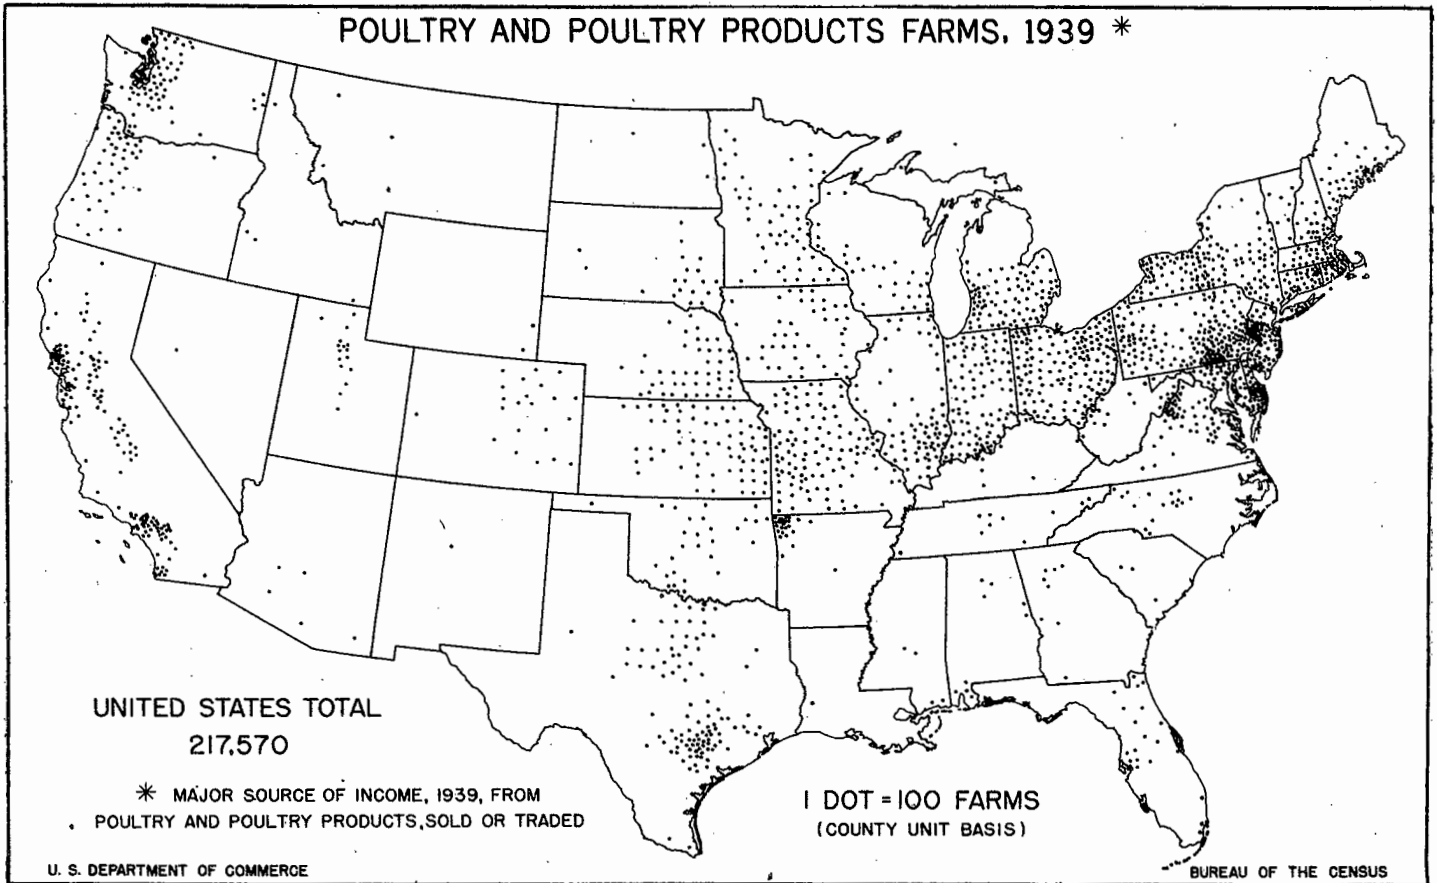 POULTRY AND POULTRY PRODUCTS FARMS, 1939 *
UNITED STATES TOTAL
217,570
* MAJOR SOURCE OF INCOME, 1939, FROM
POULTRY AND POULTRY PRODUCTS, SOLD OR TRADED
1 DOT = 100 FARMS
(COUNTY UNIT BASIS)
U. S. DEPARTMENT OF COMMERCE
BUREAU OF THE CENSUS